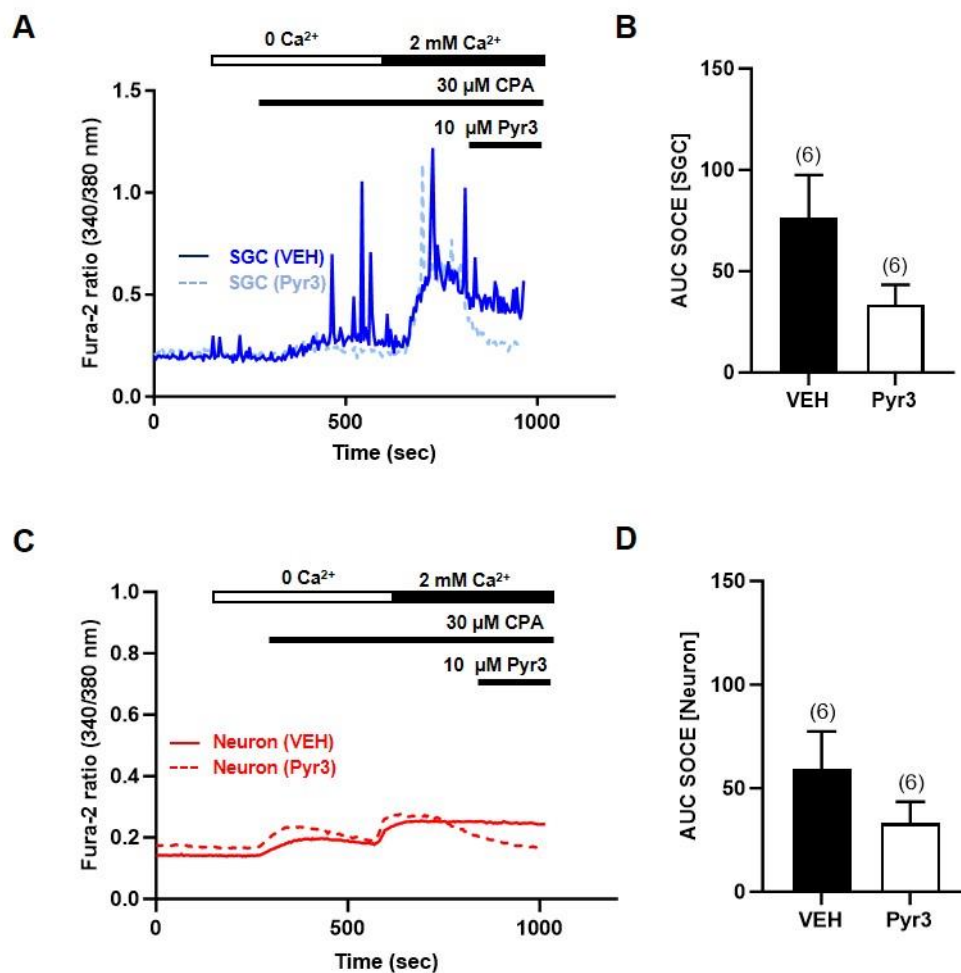 A
0 Ca²⁺ 2 mM Ca²⁺
30 µM CPA
10 µM Pyr3
Fura-2 ratio (340/380 nm)
1.5
1.0
0.5
0.0
SGC (VEH)
SGC (Pyr3)
0 500 1000
Time (sec)
B
AUC SOCE [SGC]
150
100
50
0
(6)
(6)
VEH Pyr3
C
0 Ca²⁺ 2 mM Ca²⁺
30 µM CPA
10 µM Pyr3
Fura-2 ratio (340/380 nm)
1.0
0.8
0.6
0.4
0.2
0.0
Neuron (VEH)
Neuron (Pyr3)
0 500 1000
Time (sec)
D
AUC SOCE [Neuron]
150
100
50
0
(6)
(6)
VEH Pyr3